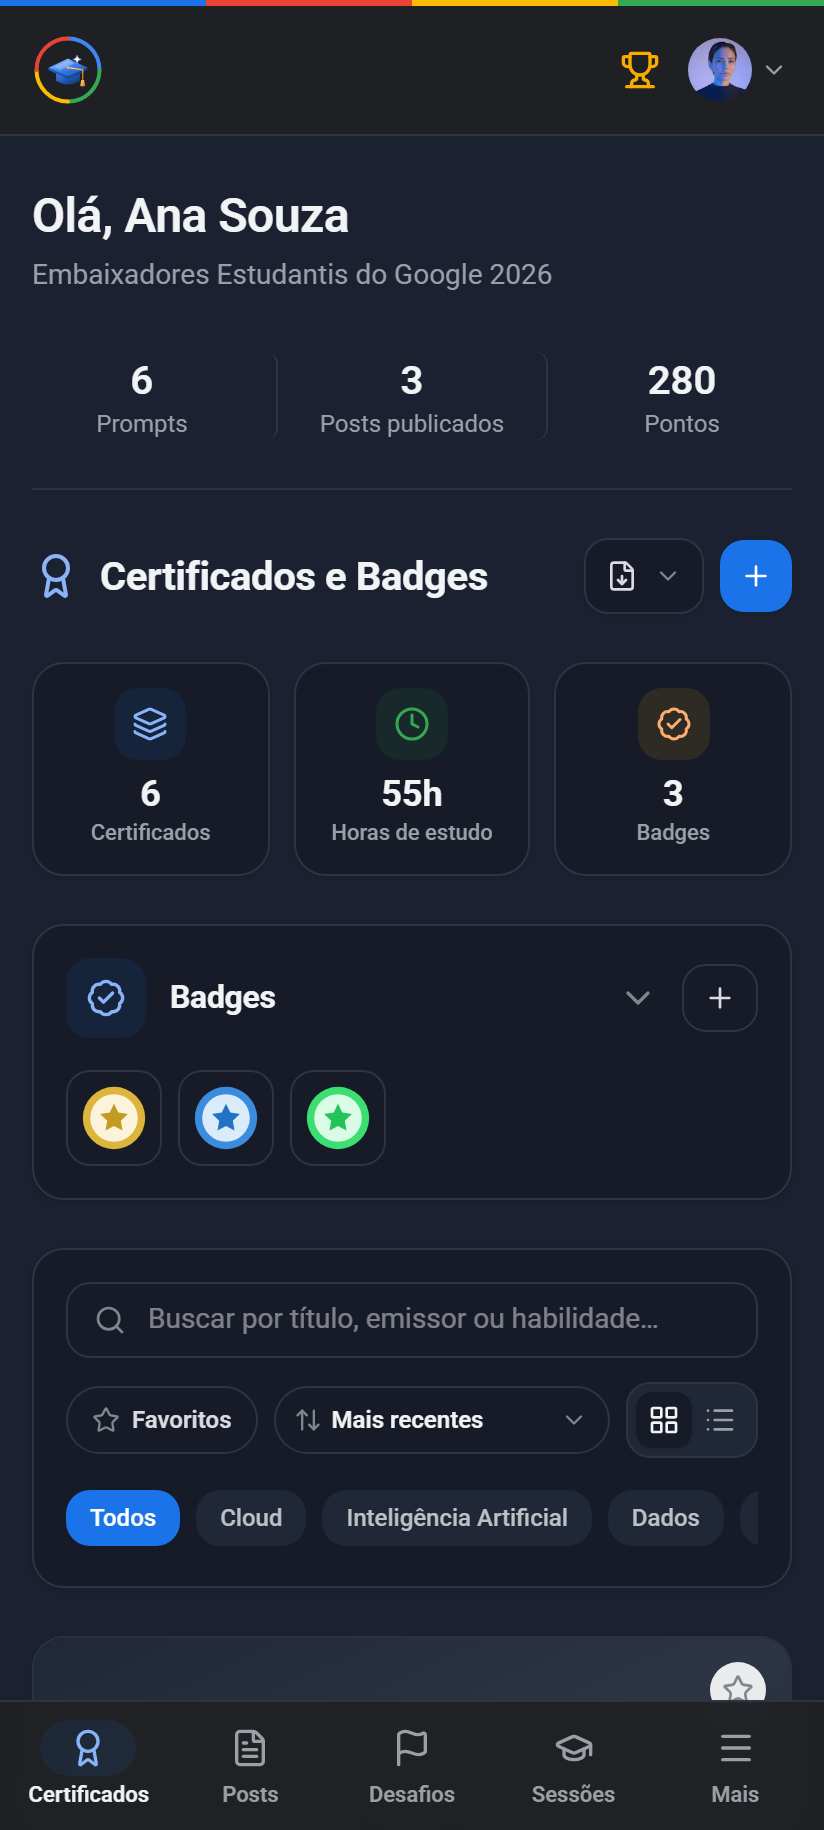 Olá, Ana Souza
Embaixadores Estudantis do Google 2026
6
Prompts
3
Posts publicados
280
Pontos
Certificados e Badges
6
Certificados
55h
Horas de estudo
3
Badges
Badges
Buscar por título, emissor ou habilidade...
Favoritos
Mais recentes
Todos
Cloud
Inteligência Artificial
Dados
Certificados
Posts
Desafios
Sessões
Mais